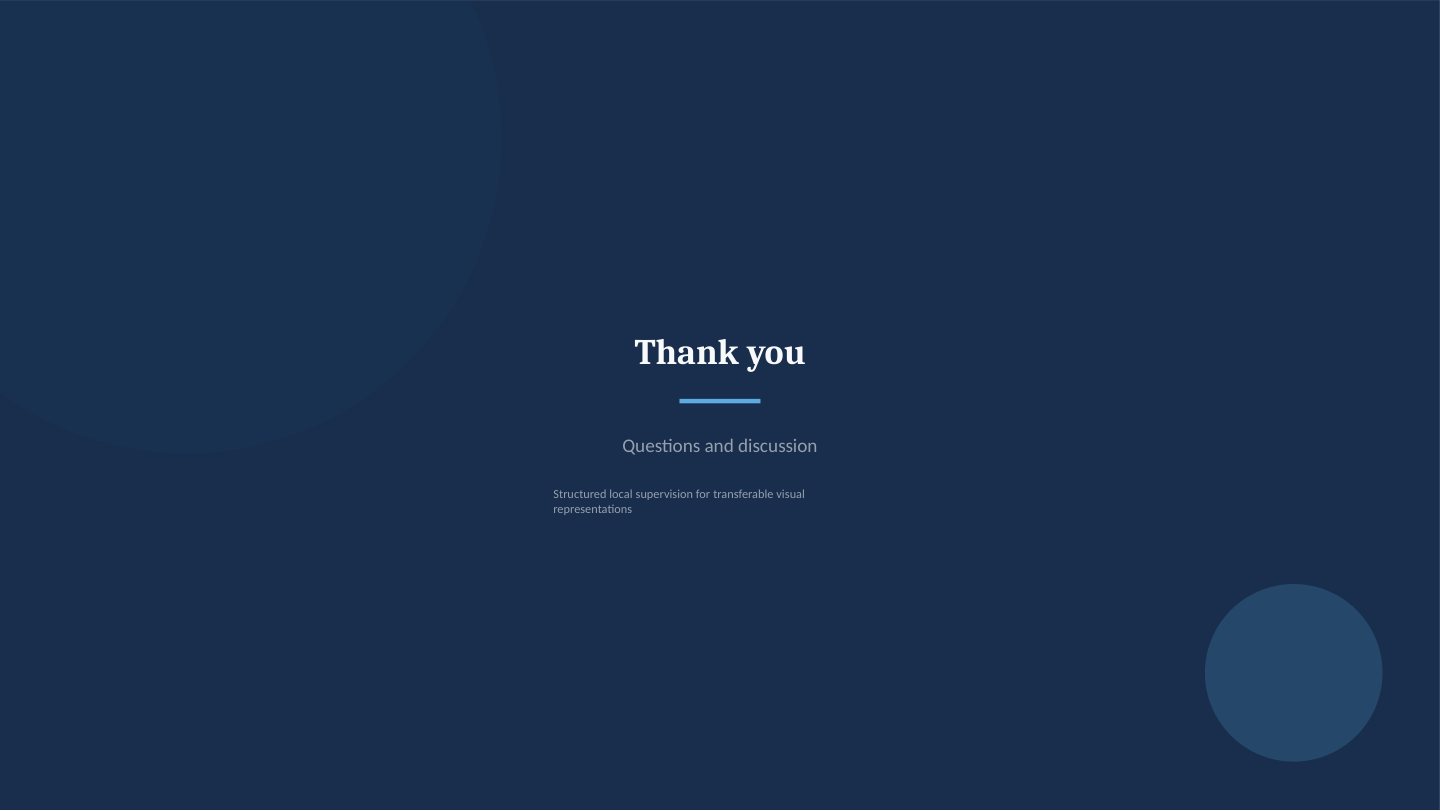 Thank you
Questions and discussion
Structured local supervision for transferable visual
representations